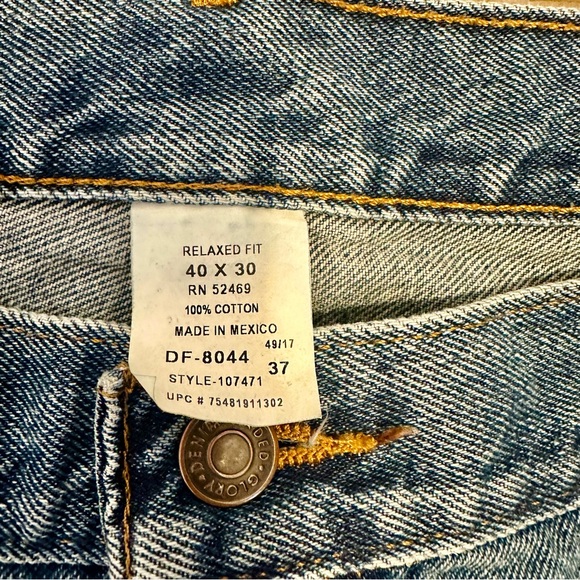 RELAXED FIT
40 X 30
RN 52469
100% COTTON
MADE IN MEXICO
49/17
DF-8044 37
STYLE-107471
UPC # 75481911302
GLORY